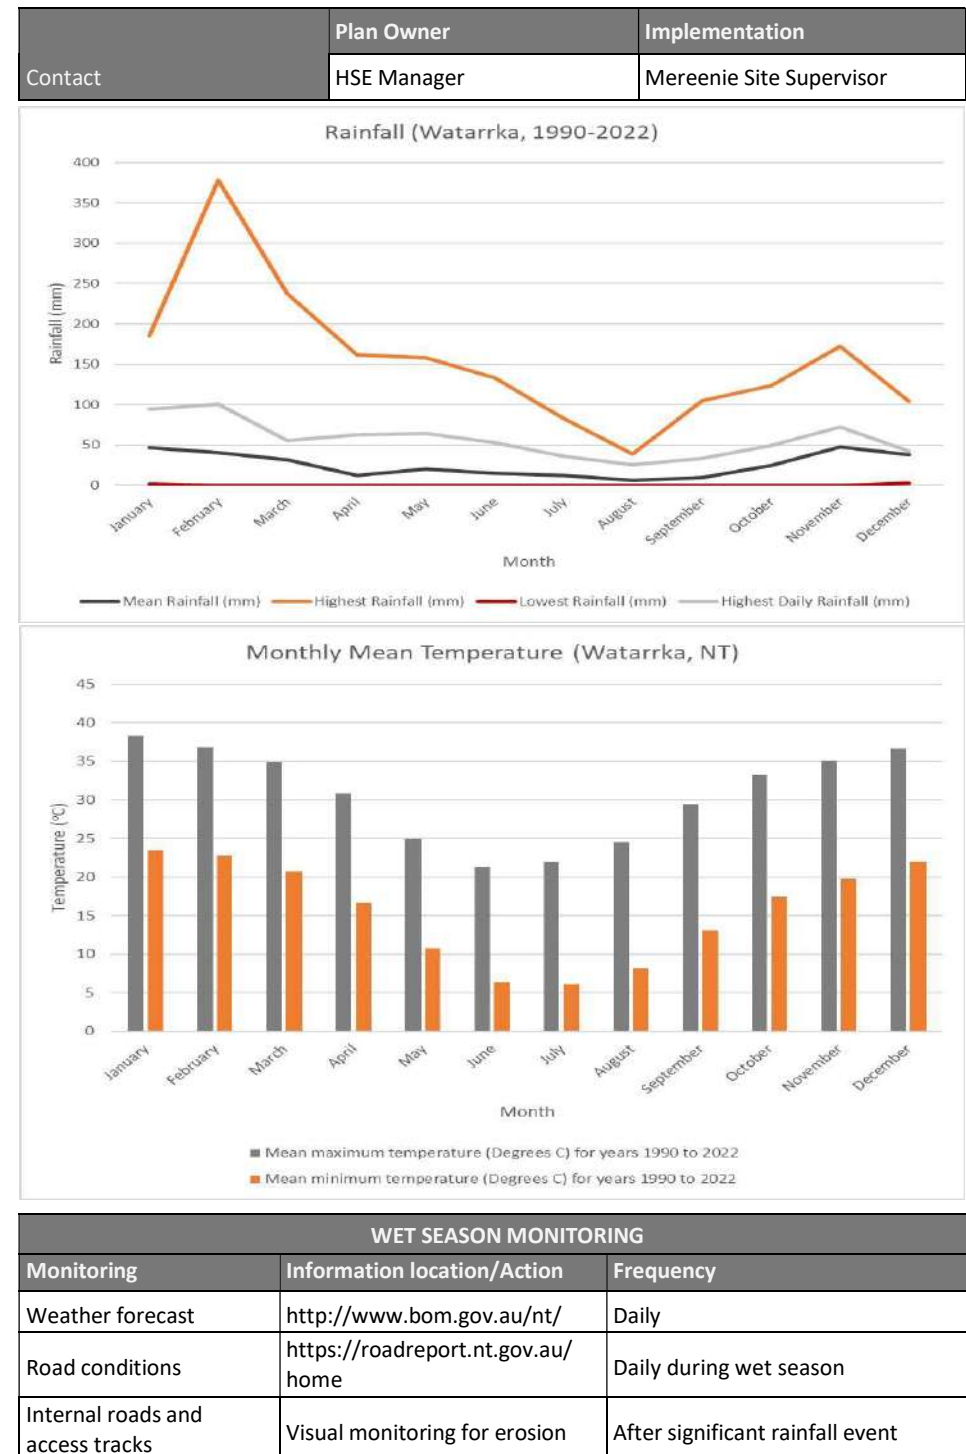 Plan Owner Implementation
Contact HSE Manager Mereenie Site Supervisor
Rainfall (Watarrka, 1990-2022)
400
350
300
250
200
150
100
50
0
Rainfall (mm)
January February March April May June July August September October November December
Month
Mean Rainfall (mm) Highest Rainfall (mm) Lowest Rainfall (mm) Highest Daily Rainfall (mm)
Monthly Mean Temperature (Watarrka, NT)
45
40
35
30
25
20
15
10
5
0
Temperature (ºC)
January February March April May June July August September October November December
Month
Mean maximum temperature (Degrees C) for years 1990 to 2022
Mean minimum temperature (Degrees C) for years 1990 to 2022
WET SEASON MONITORING
Monitoring Information location/Action Frequency
Weather forecast http://www.bom.gov.au/nt/ Daily
Road conditions https://roadreport.nt.gov.au/
home Daily during wet season
Internal roads and
access tracks Visual monitoring for erosion After significant rainfall event